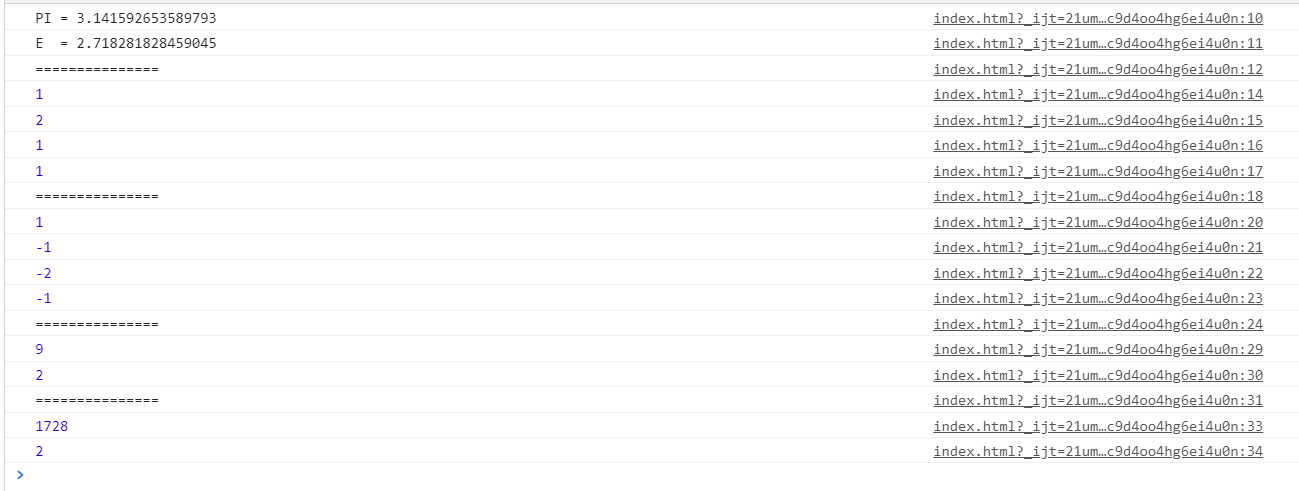 PI = 3.141592653589793 index.html?_ijt=21um…c9d4oo4hg6ei4u0n:10
E  = 2.718281828459045 index.html?_ijt=21um…c9d4oo4hg6ei4u0n:11
=============== index.html?_ijt=21um…c9d4oo4hg6ei4u0n:12
1 index.html?_ijt=21um…c9d4oo4hg6ei4u0n:14
2 index.html?_ijt=21um…c9d4oo4hg6ei4u0n:15
1 index.html?_ijt=21um…c9d4oo4hg6ei4u0n:16
1 index.html?_ijt=21um…c9d4oo4hg6ei4u0n:17
=============== index.html?_ijt=21um…c9d4oo4hg6ei4u0n:18
1 index.html?_ijt=21um…c9d4oo4hg6ei4u0n:20
-1 index.html?_ijt=21um…c9d4oo4hg6ei4u0n:21
-2 index.html?_ijt=21um…c9d4oo4hg6ei4u0n:22
-1 index.html?_ijt=21um…c9d4oo4hg6ei4u0n:23
=============== index.html?_ijt=21um…c9d4oo4hg6ei4u0n:24
9 index.html?_ijt=21um…c9d4oo4hg6ei4u0n:29
2 index.html?_ijt=21um…c9d4oo4hg6ei4u0n:30
=============== index.html?_ijt=21um…c9d4oo4hg6ei4u0n:31
1728 index.html?_ijt=21um…c9d4oo4hg6ei4u0n:33
2 index.html?_ijt=21um…c9d4oo4hg6ei4u0n:34
>